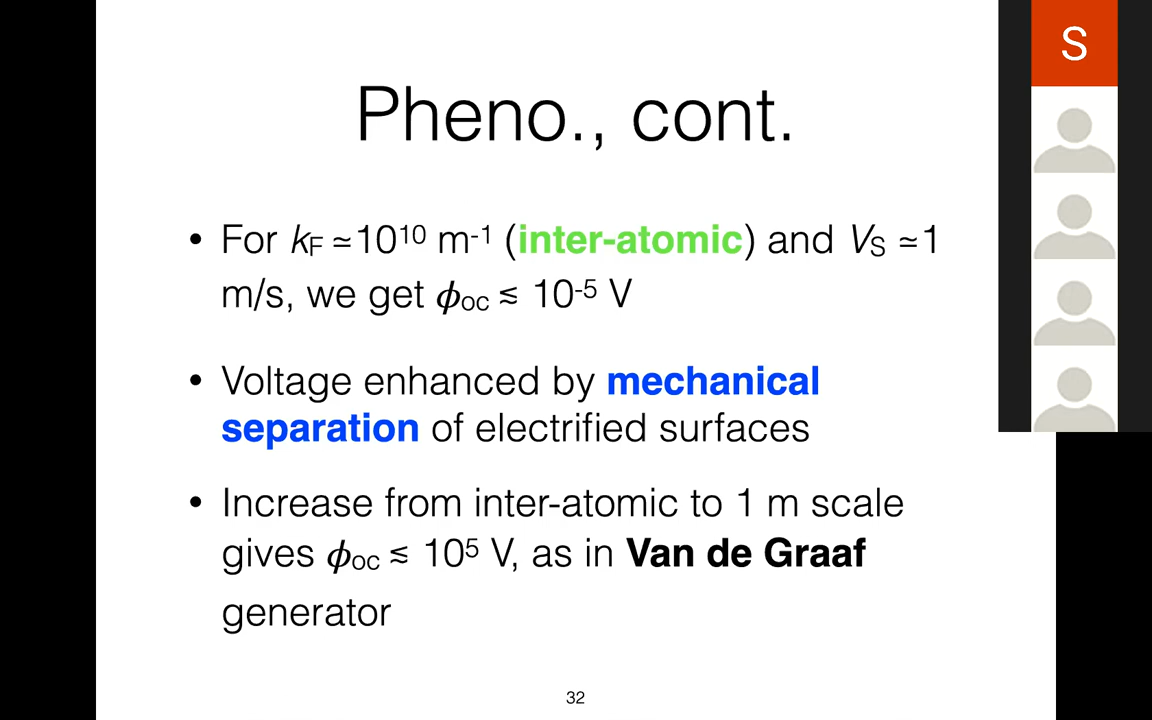 S
Pheno., cont.
• For kF ≃10¹⁰ m⁻¹ (inter-atomic) and VS ≃1
m/s, we get ϕoc ≲ 10⁻⁵ V
• Voltage enhanced by mechanical
separation of electrified surfaces
• Increase from inter-atomic to 1 m scale
gives ϕoc ≲ 10⁵ V, as in Van de Graaf
generator
32